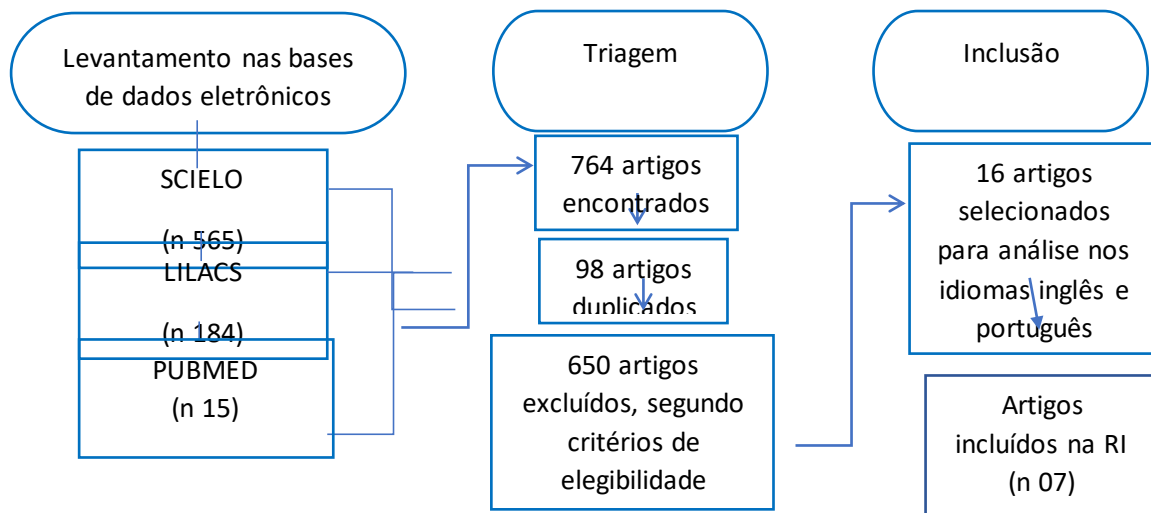 Levantamento nas bases
de dados eletrônicos
SCIELO
(n 565)
LILACS
(n 184)
PUBMED
(n 15)
Triagem
764 artigos
encontrados
98 artigos
duplicados
650 artigos
excluídos, segundo
critérios de
elegibilidade
Inclusão
16 artigos
selecionados
para análise nos
idiomas inglês e
português
Artigos
incluídos na RI
(n 07)